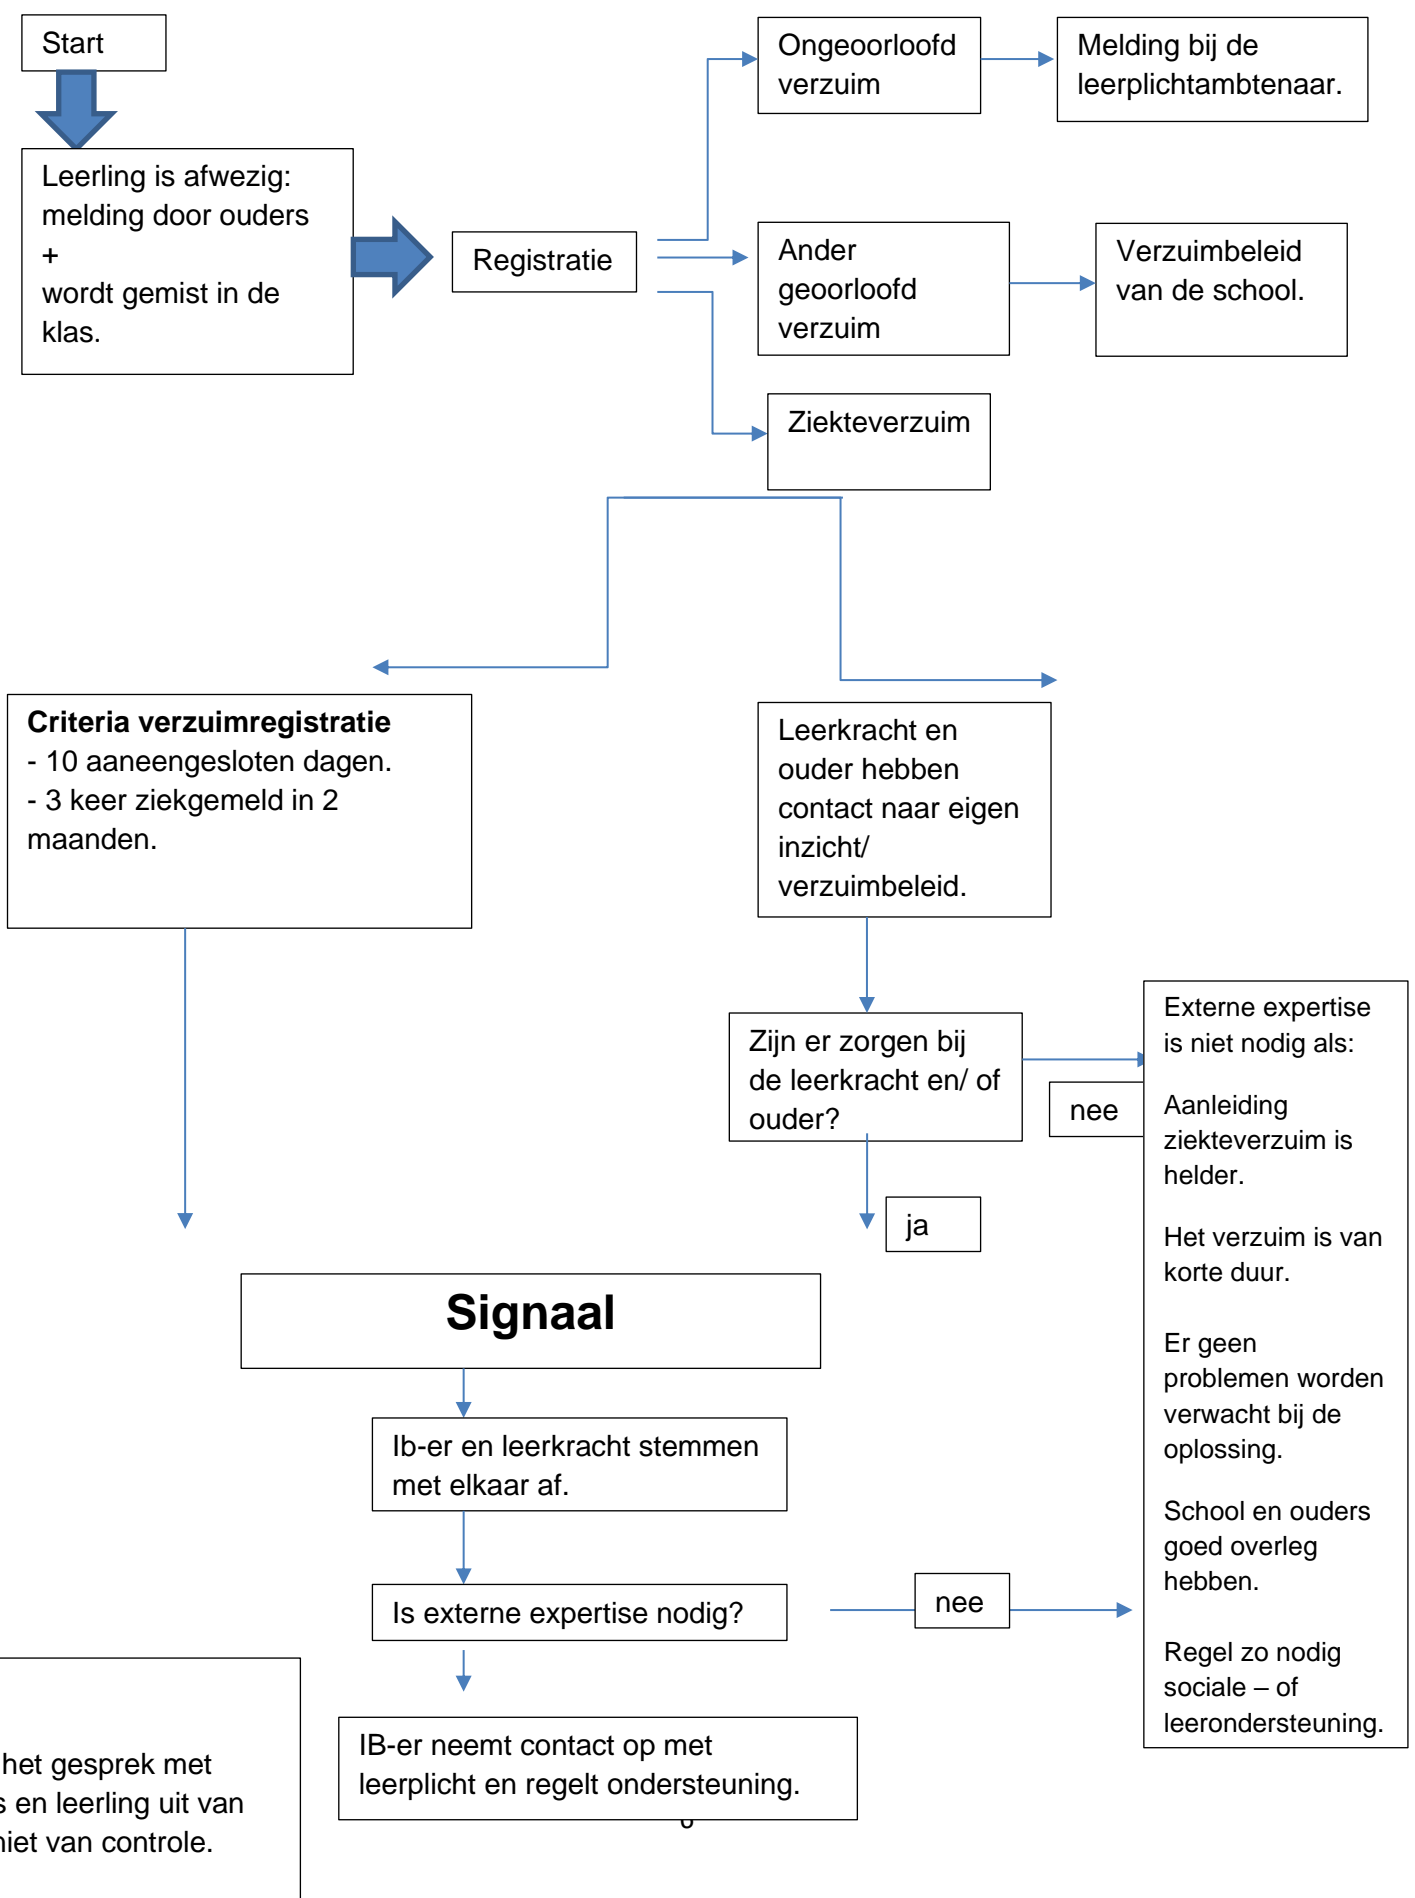 Start
Leerling is afwezig:
melding door ouders
+
wordt gemist in de
klas.
Registratie
Ongeoorloofd
verzuim
Melding bij de
leerplichtambtenaar.
Ander
geoorloofd
verzuim
Verzuimbeleid
van de school.
Ziekteverzuim
Criteria verzuimregistratie
- 10 aaneengesloten dagen.
- 3 keer ziekgemeld in 2
maanden.
Leerkracht en
ouder hebben
contact naar eigen
inzicht/
verzuimbeleid.
Zijn er zorgen bij
de leerkracht en/ of
ouder?
nee
ja
Externe expertise
is niet nodig als:
Aanleiding
ziekteverzuim is
helder.
Het verzuim is van
korte duur.
Er geen
problemen worden
verwacht bij de
oplossing.
School en ouders
goed overleg
hebben.
Regel zo nodig
sociale – of
leerondersteuning.
Signaal
Ib-er en leerkracht stemmen
met elkaar af.
Is externe expertise nodig?
nee
IB-er neemt contact op met
leerplicht en regelt ondersteuning.
het gesprek met
en leerling uit van
niet van controle.